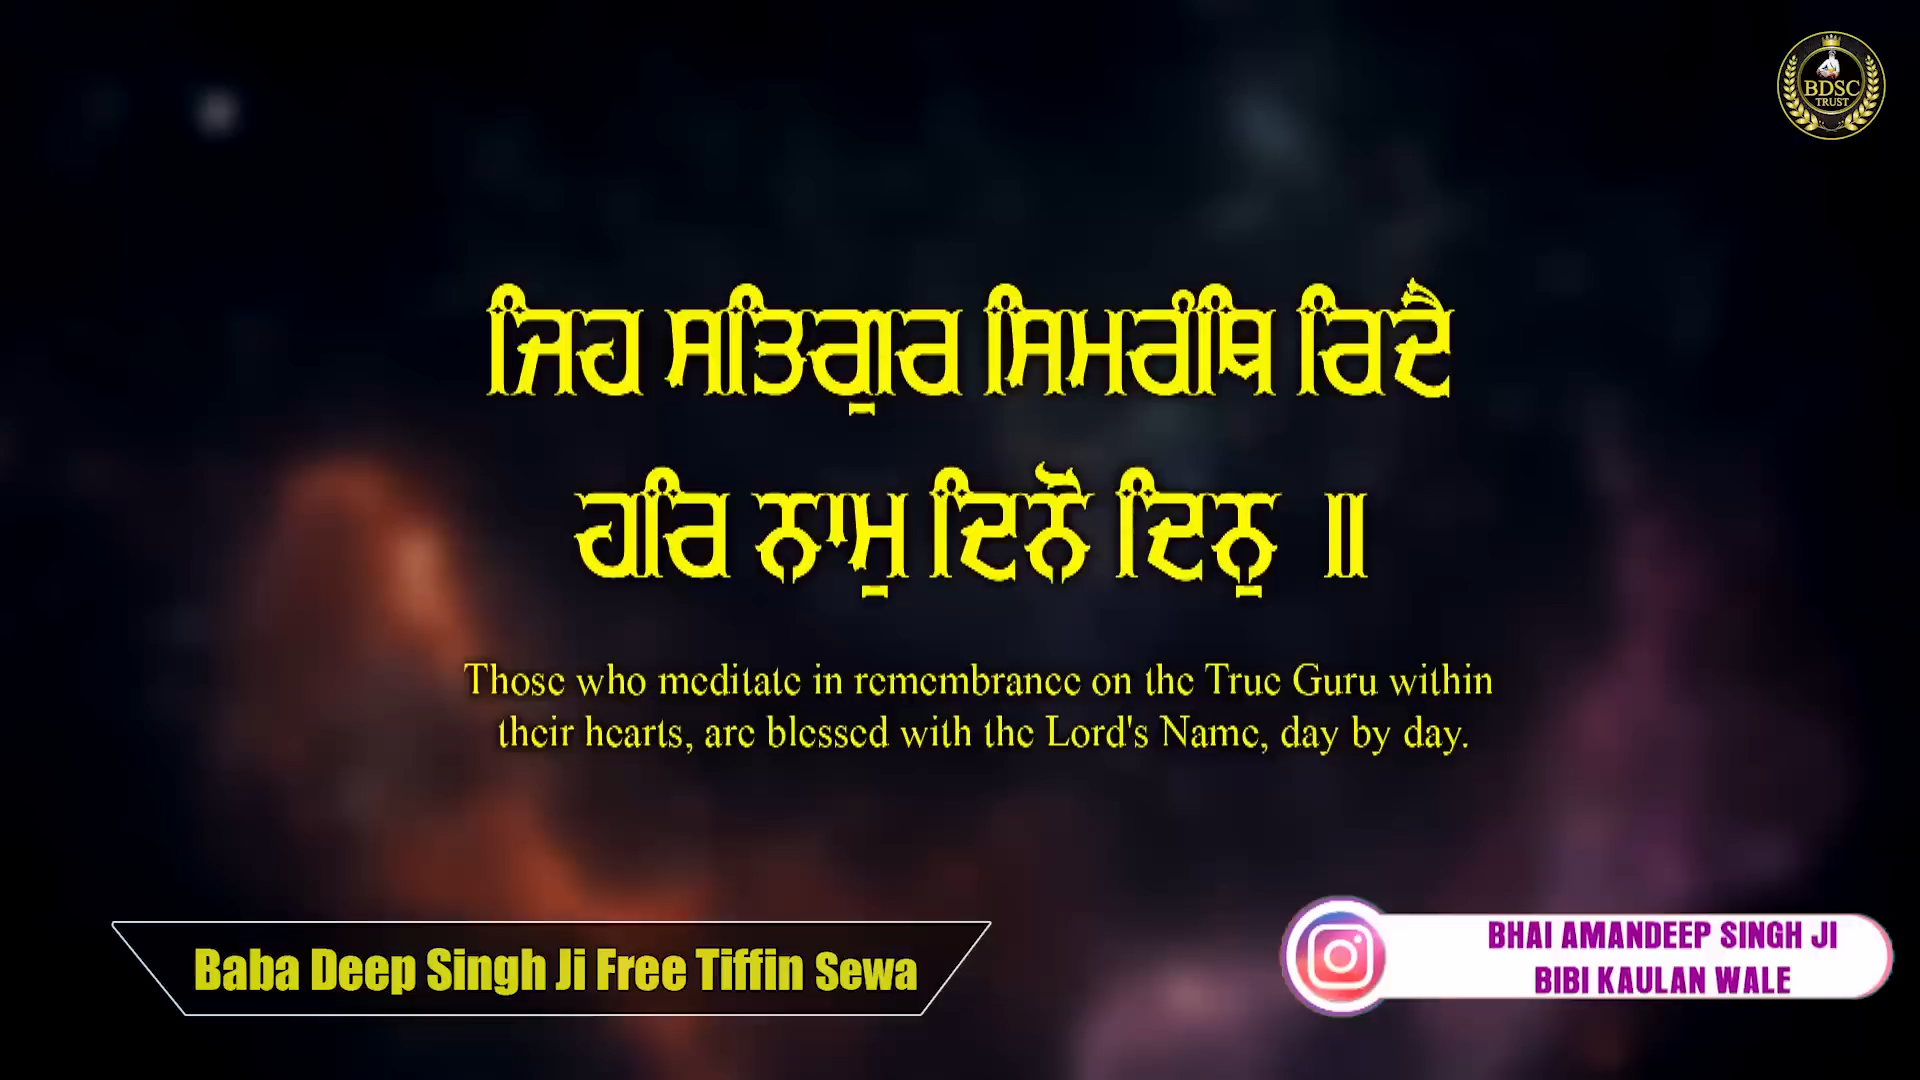 BDSC
TRUST
ਜਿਹ ਸਤਿਗੁਰ ਸਿਮਰੰਥਿ ਰਿਦੈ
ਹਰਿ ਨਾਮੁ ਦਿਨੋ ਦਿਨੁ ॥
Those who meditate in remembrance on the True Guru within
their hearts, are blessed with the Lord's Name, day by day.
Baba Deep Singh Ji Free Tiffin Sewa
BHAI AMANDEEP SINGH JI
BIBI KAULAN WALE